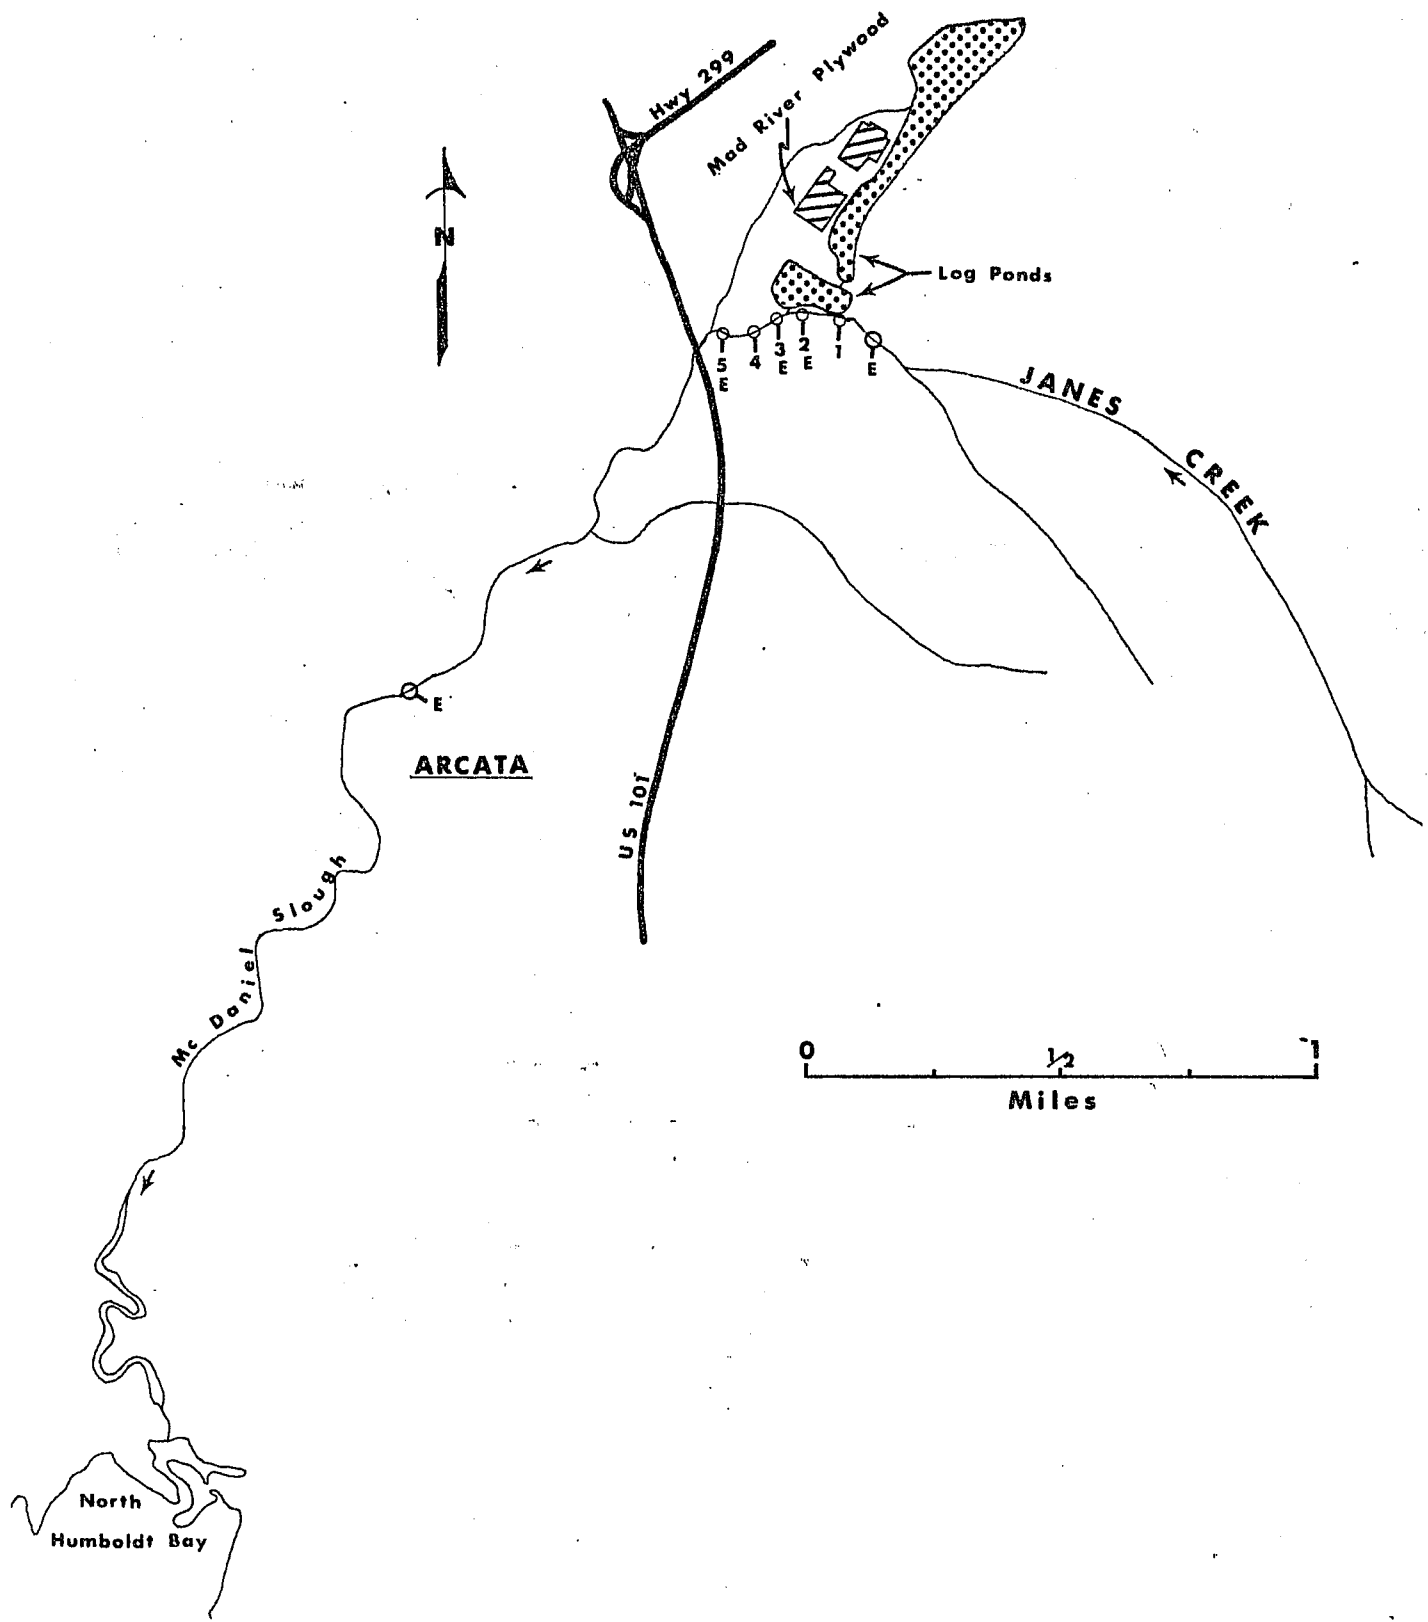 Hwy 299
Mad River Plywood
N
Log Ponds
5 4 3 2 1
E E E E
JANES
CREEK
E
ARCATA
US 101
Mc Daniel Slough
0 1/2 1
Miles
North
Humboldt Bay